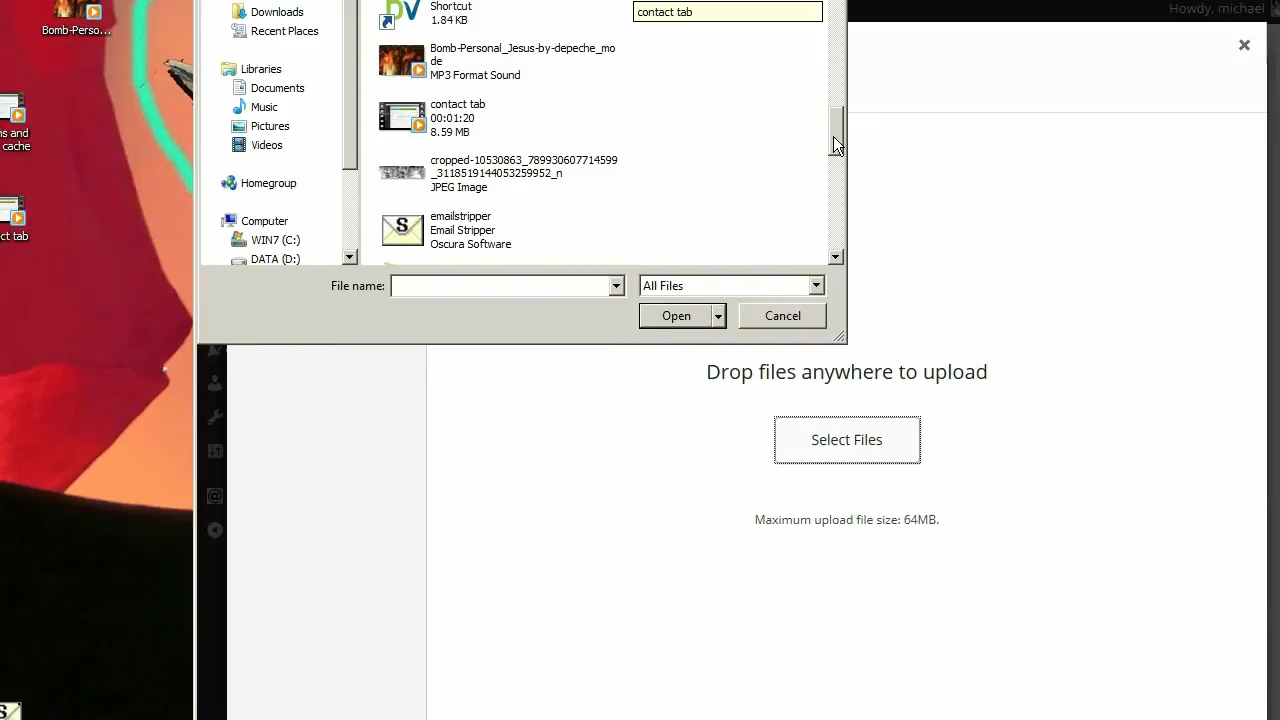 Howdy, michael
Bomb-Perso...
ns and
cache
ct tab
Downloads
Recent Places
Libraries
Documents
Music
Pictures
Videos
Homegroup
Computer
WIN7 (C:)
DATA (D:)
Shortcut
1.84 KB
contact tab
Bomb-Personal_Jesus-by-depeche_mo
de
MP3 Format Sound
contact tab
00:01:20
8.59 MB
cropped-10530863_789930607714599
_3118519144053259952_n
JPEG Image
S
emailstripper
Email Stripper
Oscura Software
File name:
All Files
Open
Cancel
Drop files anywhere to upload
Select Files
Maximum upload file size: 64MB.
S